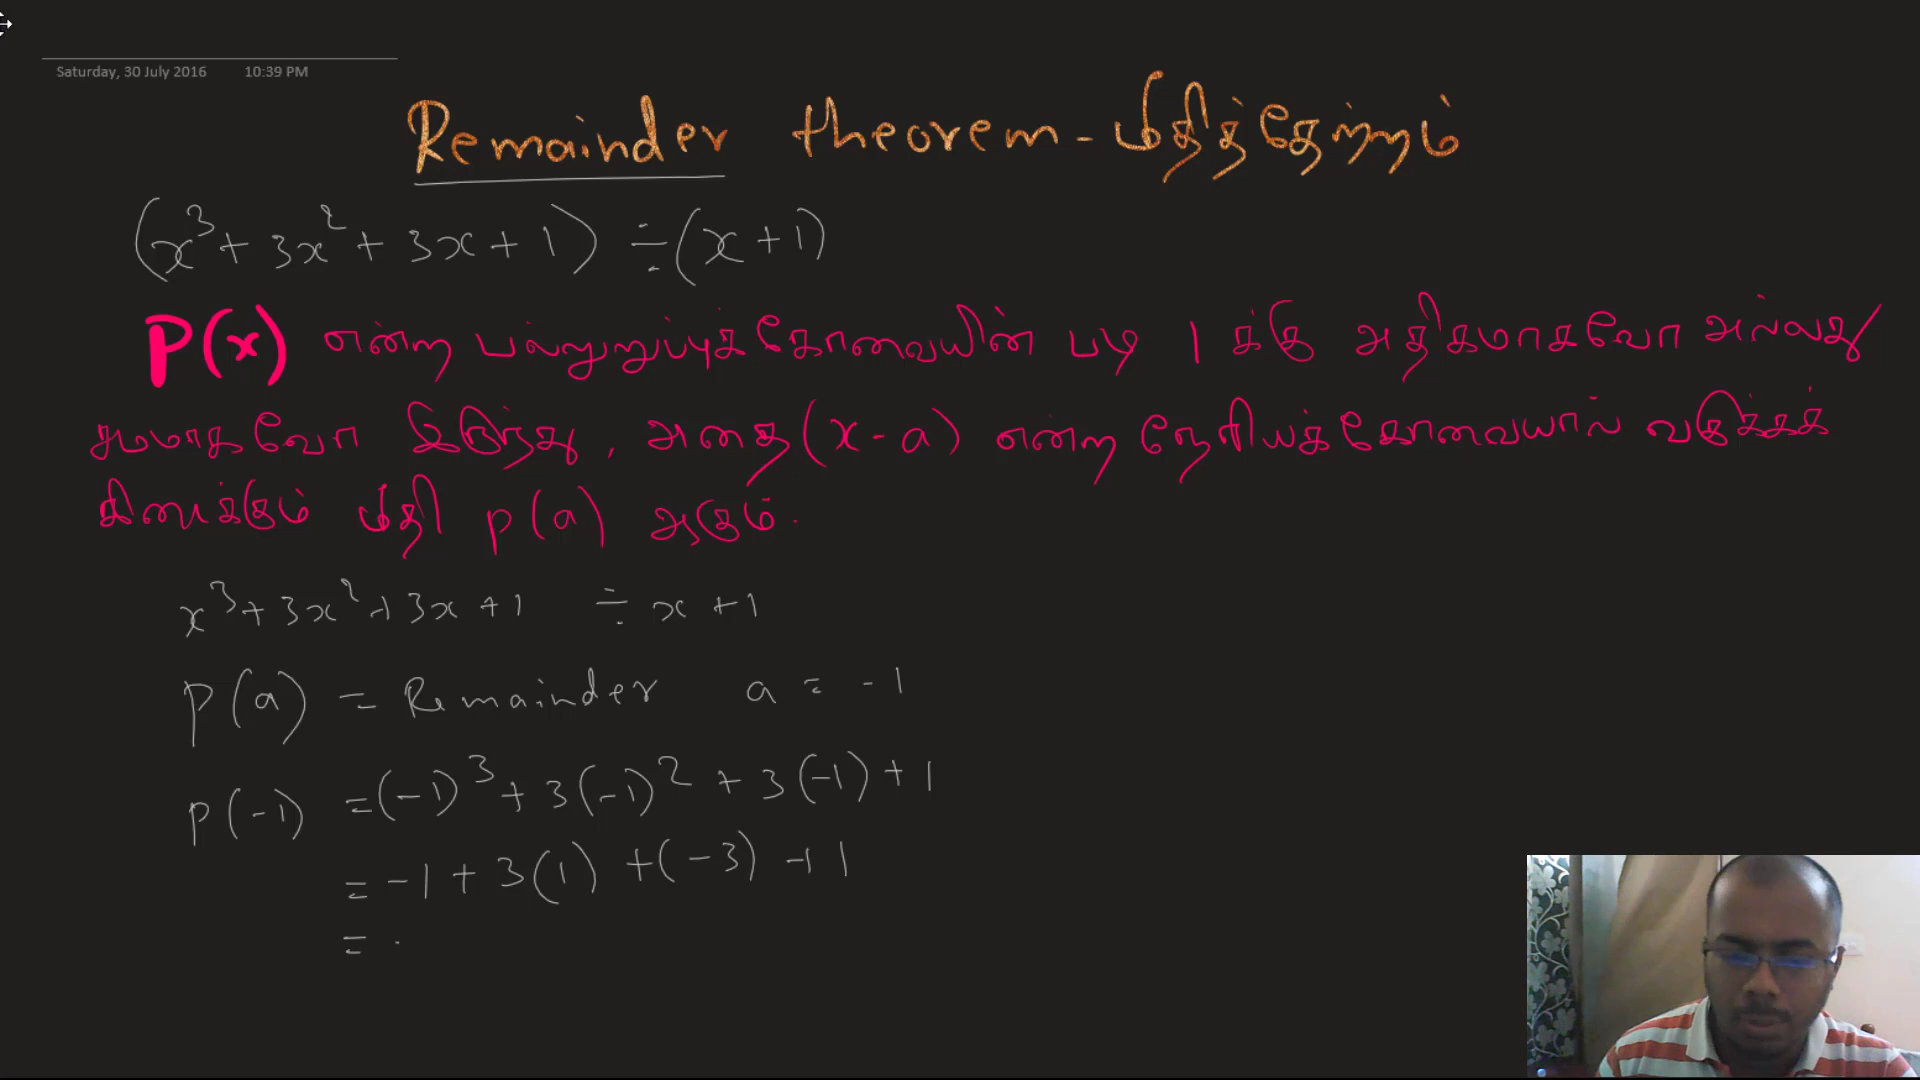 Saturday, 30 July 2016 10:39 PM
Remainder theorem - மீதித்தேற்றம்
(x³ + 3x² + 3x + 1) ÷ (x + 1)
P(x) என்ற பல்லுறுப்புக்கோவையின் படி 1 க்கு அதிகமாகவோ அல்லது
சமமாகவோ இருந்து, அதை (x - a) என்ற நேரியக்கோவையால் வகுக்கக்
கிடைக்கும் மீதி p(a) ஆகும்.
x³ + 3x² + 3x + 1 ÷ x + 1
P(a) = Remainder a = -1
P(-1) = (-1)³ + 3(-1)² + 3(-1) + 1
= -1 + 3(1) + (-3) + 1
=